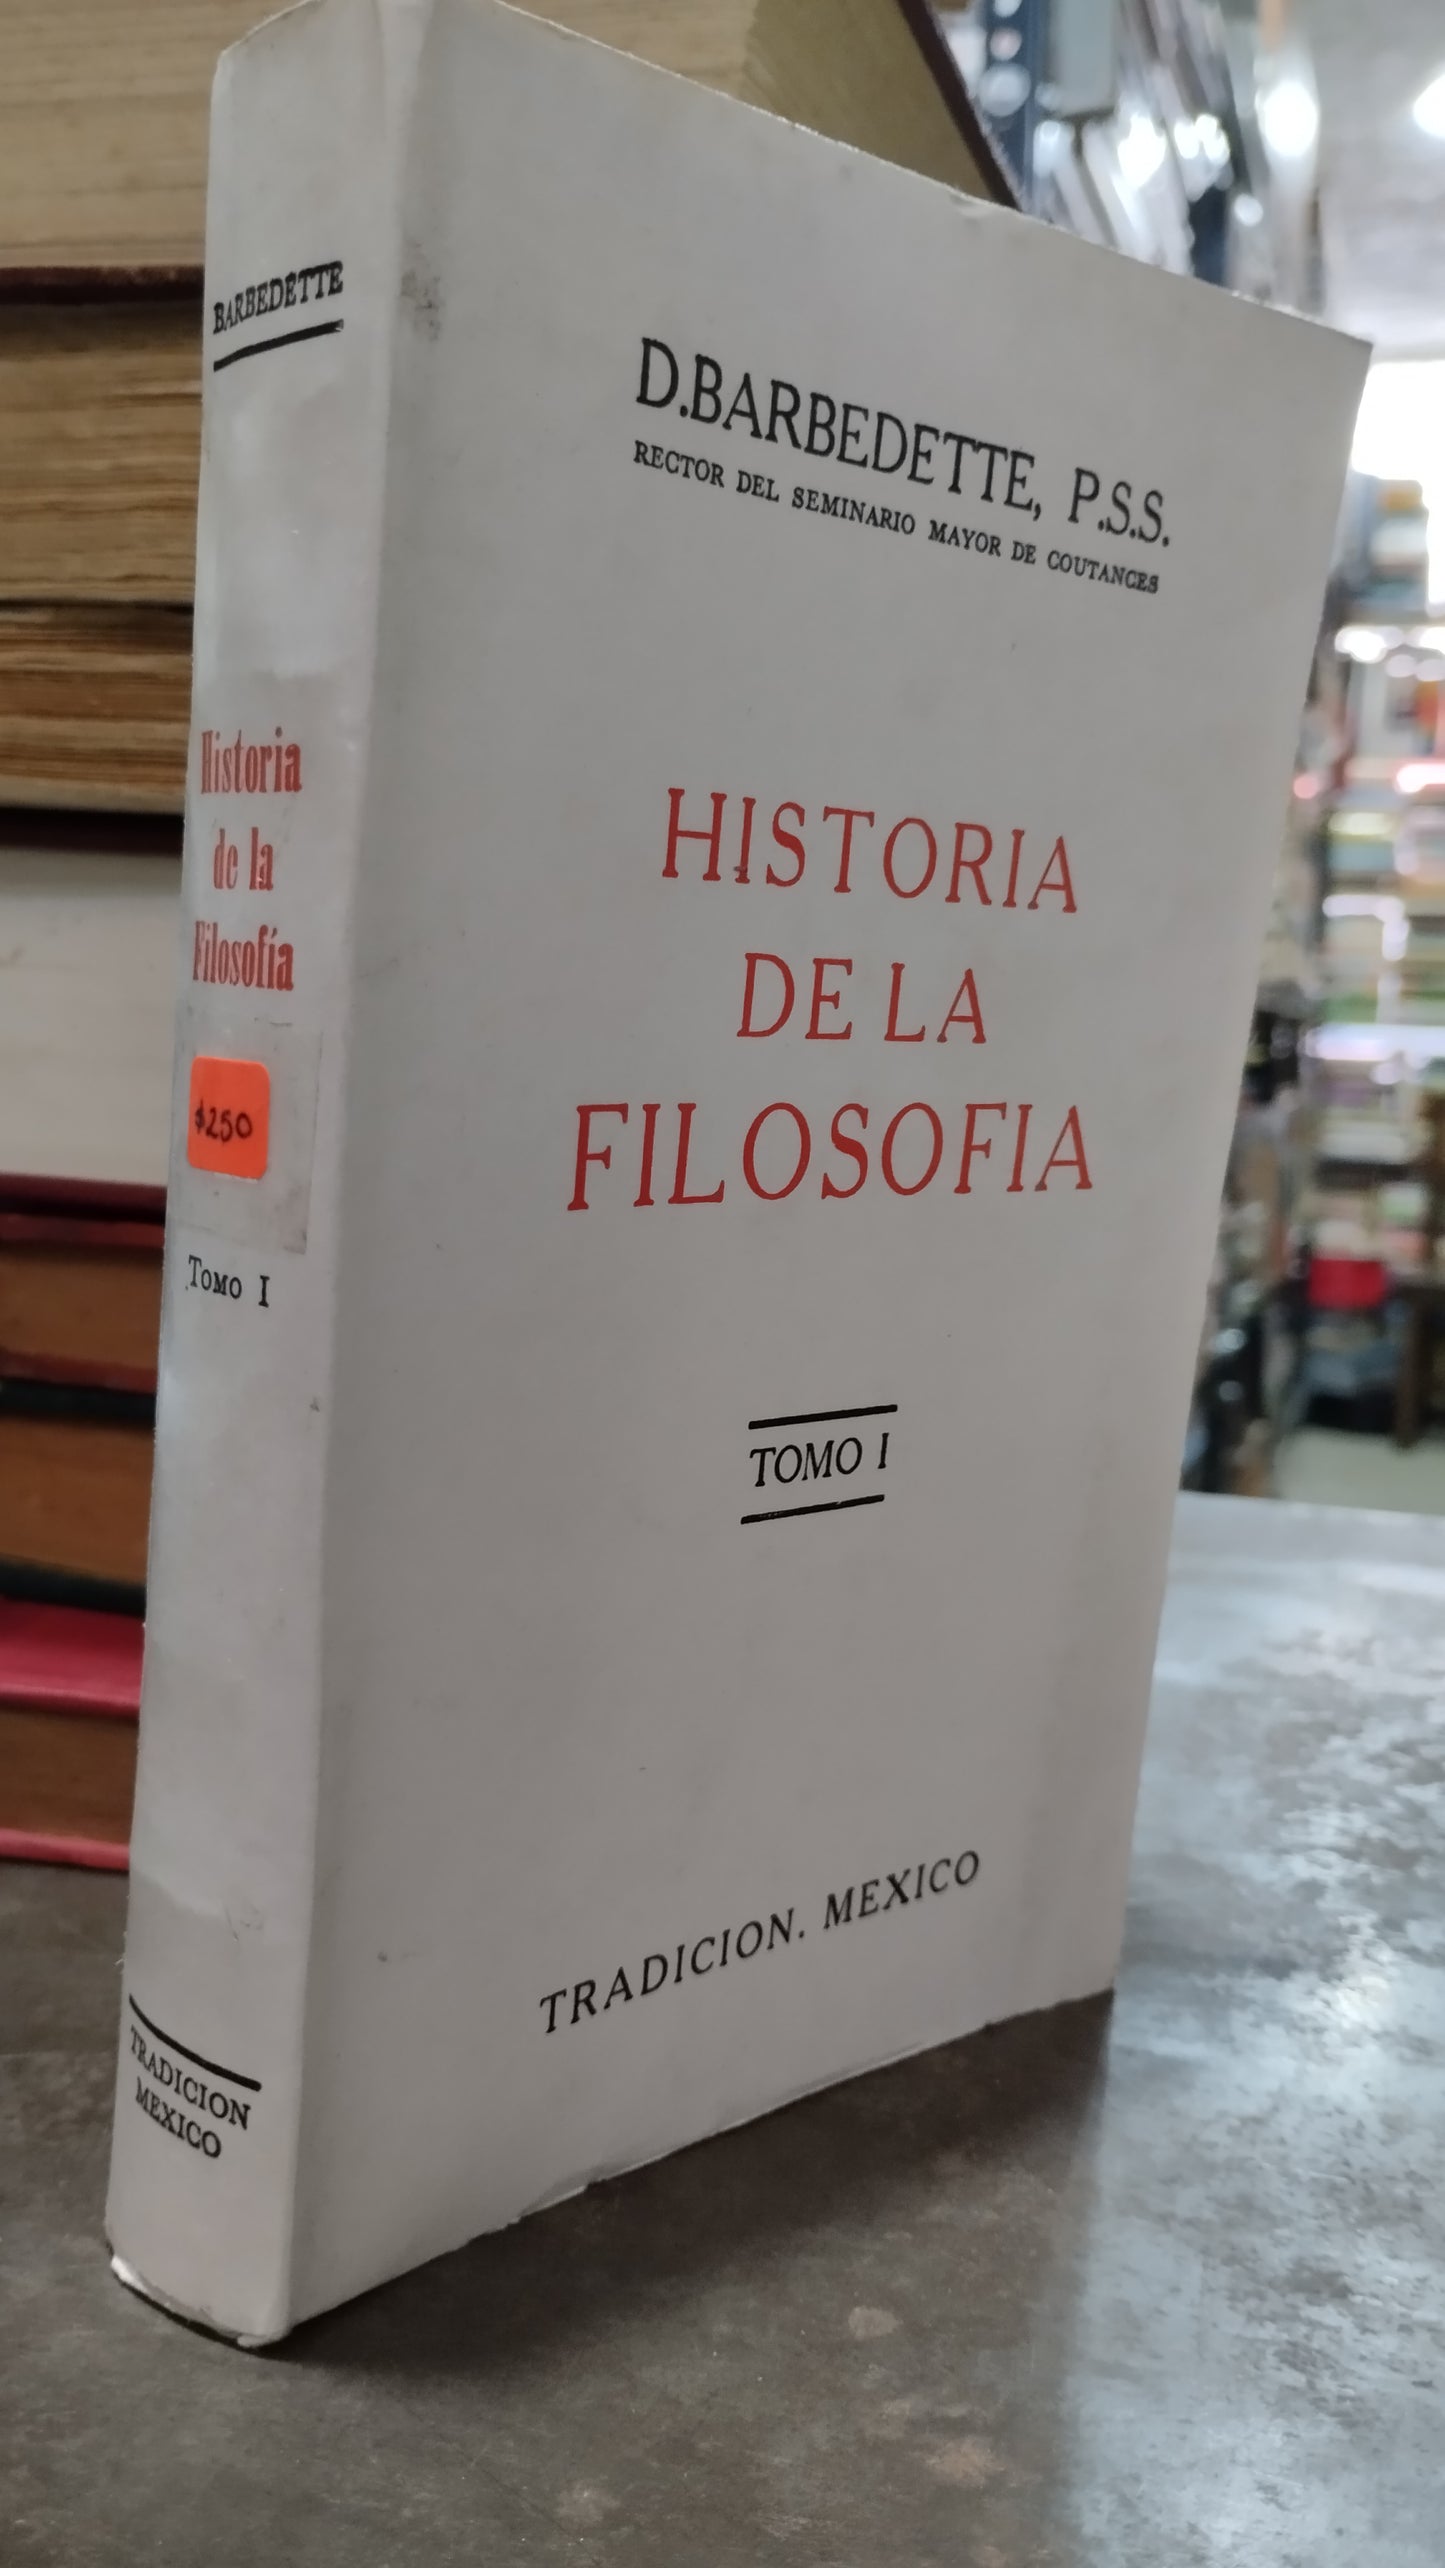 BARBEDETTE
Historia
de la
Filosofía
$250
TOMO I
TRADICION
MEXICO
D.BARBEDETTE, P.S.S.
RECTOR DEL SEMINARIO MAYOR DE COUTANCES
HISTORIA
DE LA
FILOSOFIA
TOMO I
TRADICION. MEXICO